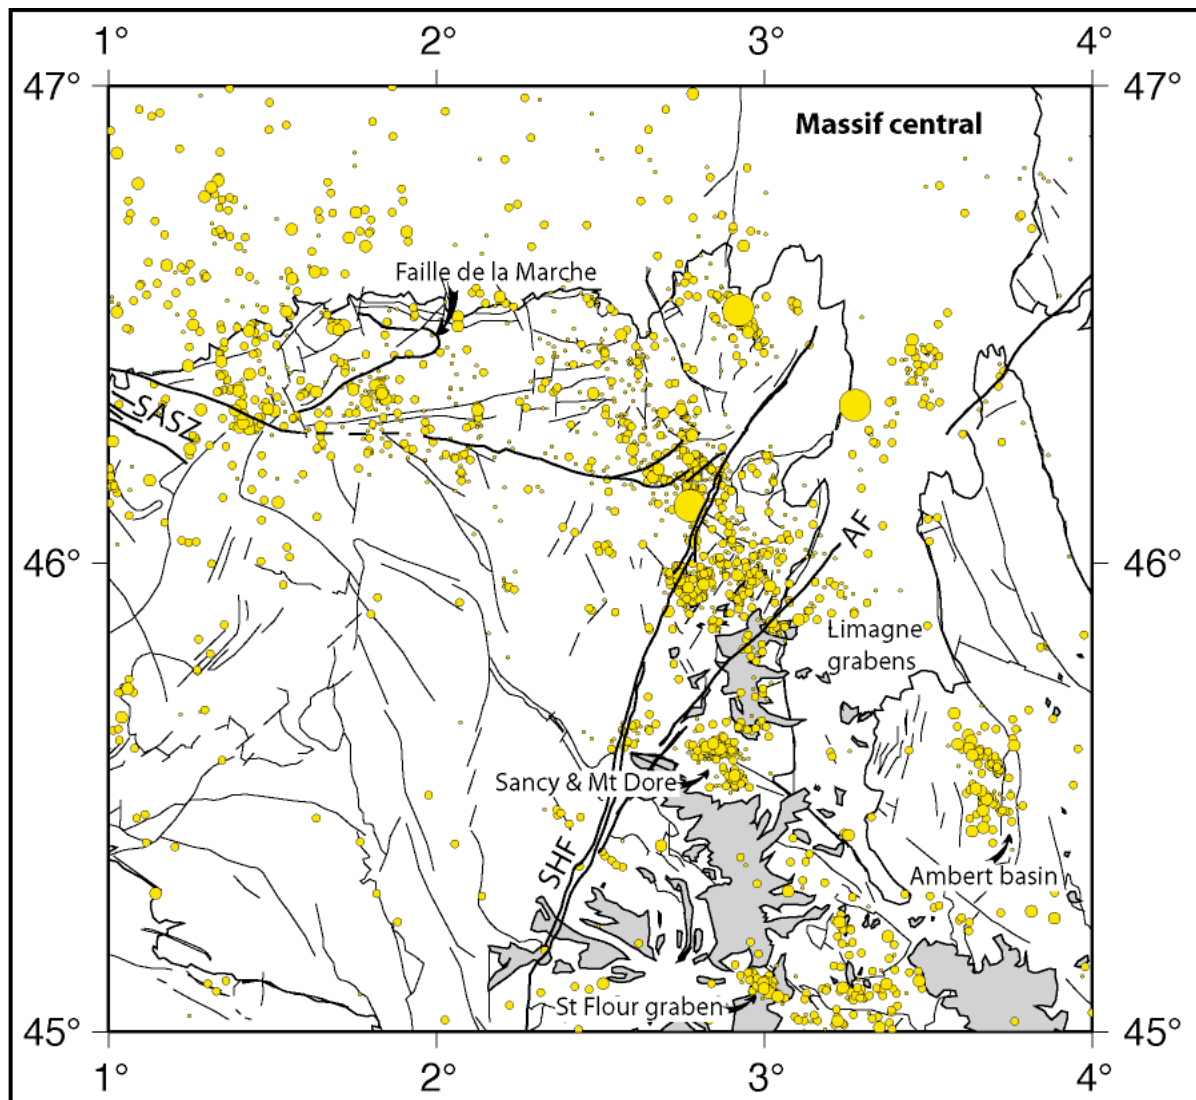 1° 2° 3° 4°
47° 47°
Massif central
Faille de la Marche
SASZ
AF
46° 46°
Limagne
grabens
Sancy & Mt Dore
SHF
Ambert basin
St Flour graben
45° 45°
1° 2° 3° 4°